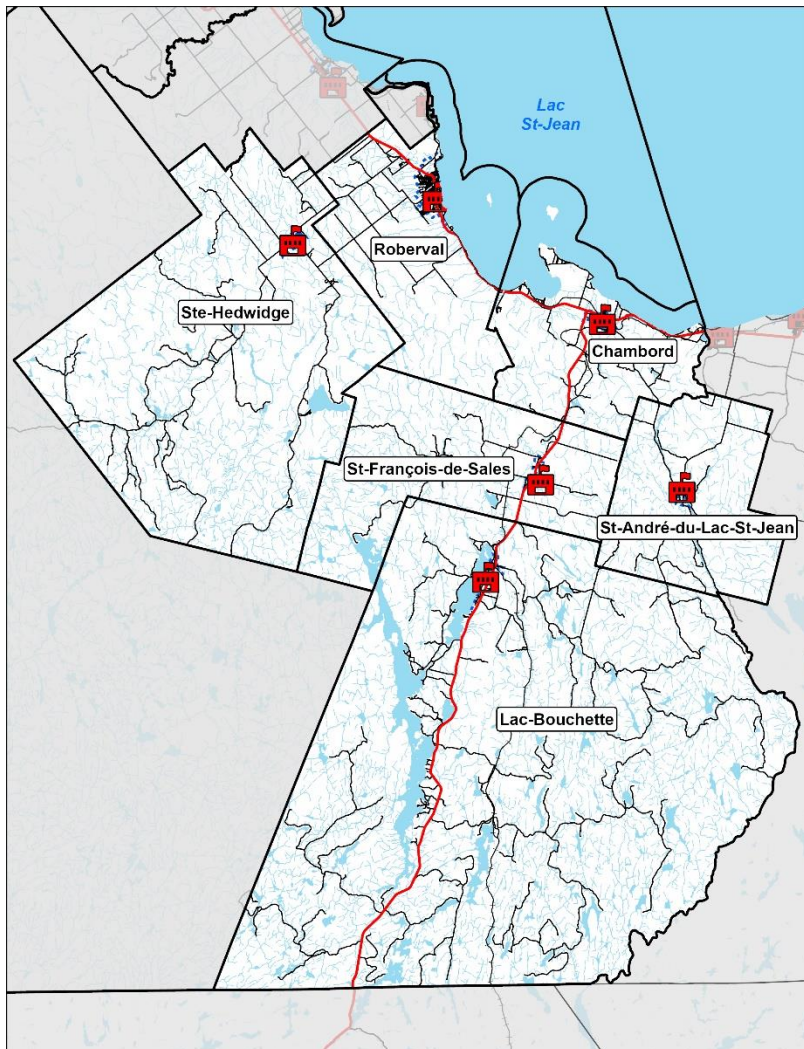 Lac
St-Jean
Roberval
Ste-Hedwidge
Chambord
St-François-de-Sales
St-André-du-Lac-St-Jean
Lac-Bouchette